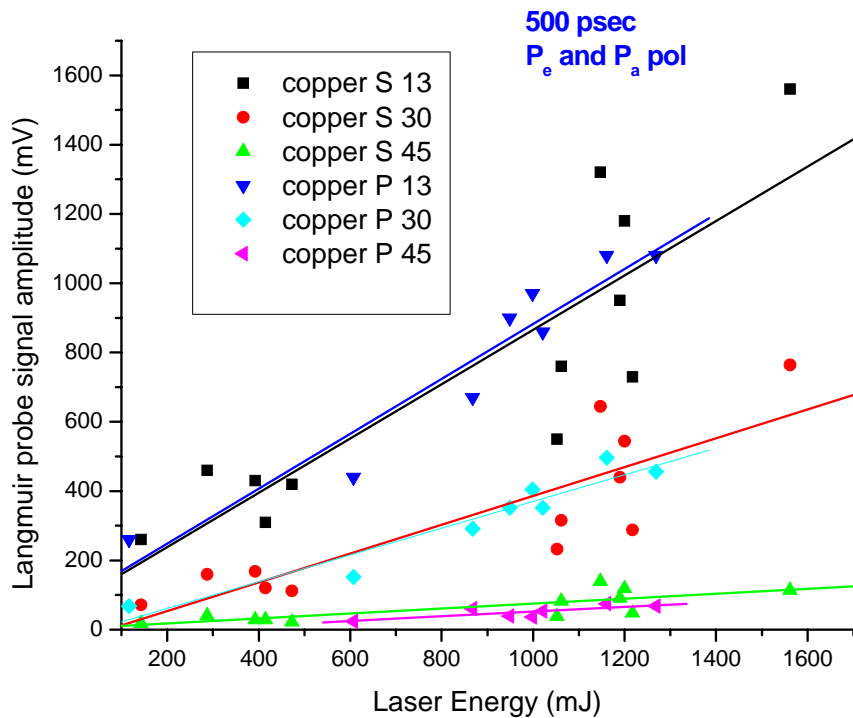 500 psec
Pe and Pa pol
copper S 13
copper S 30
copper S 45
copper P 13
copper P 30
copper P 45
Langmuir probe signal amplitude (mV)
1600
1400
1200
1000
800
600
400
200
0
200 400 600 800 1000 1200 1400 1600
Laser Energy (mJ)